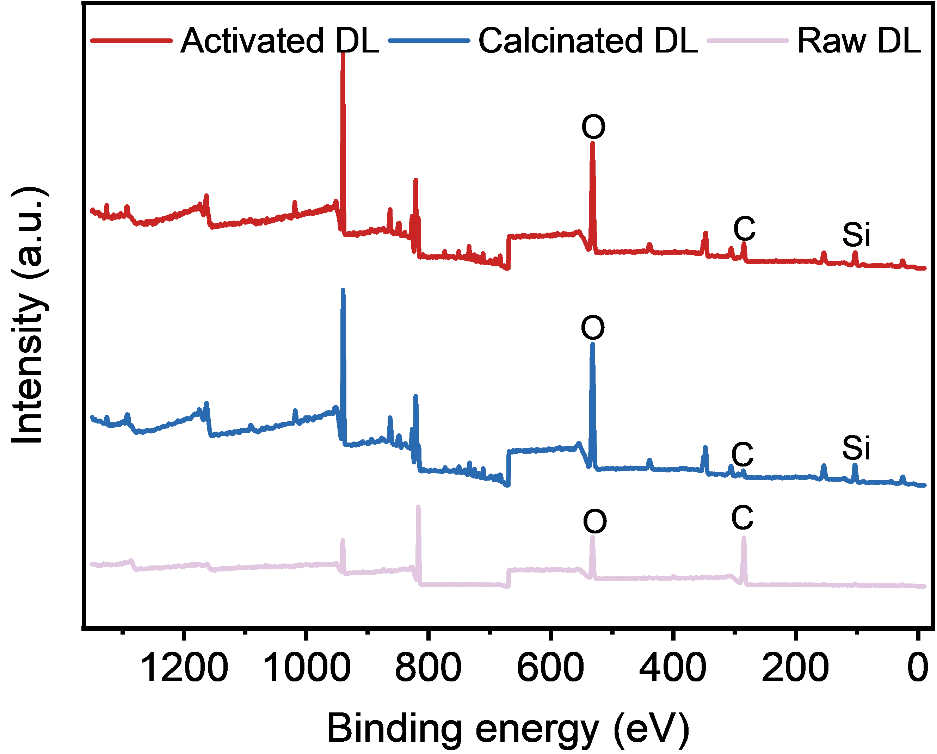 Activated DL Calcinated DL Raw DL
O
C
Si
O
C
Si
O
C
Intensity (a.u.)
1200 1000 800 600 400 200 0
Binding energy (eV)